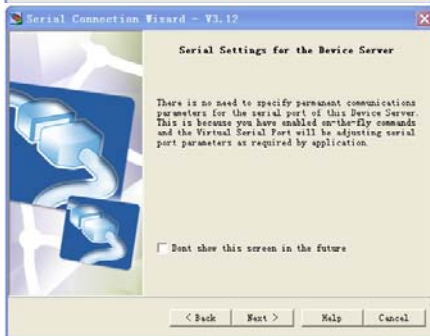 Serial Connection Wizard - V3.12
Serial Settings for the Device Server
There is no need to specify permanent communications
parameters for the serial port of this Device Server.
This is because you have enabled on-the-fly commands
and the Virtual Serial Port will be adjusting serial
port parameters as required by application.
Dont show this screen in the future
< Back
Next >
Help
Cancel